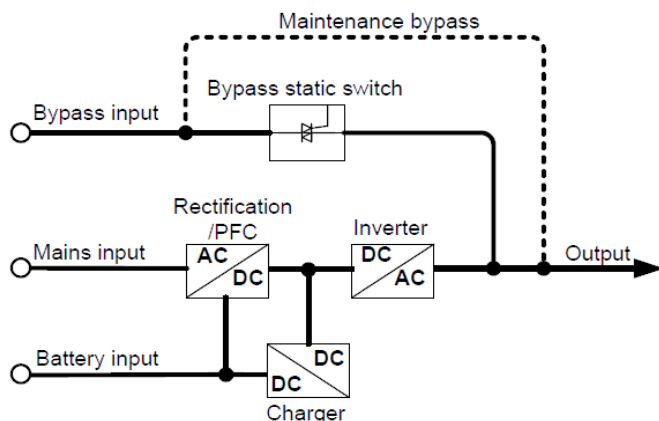 Maintenance bypass
Bypass static switch
Bypass input
Rectification
/PFC
Inverter
Mains input
AC
DC
DC
AC
Output
Battery input
DC
DC
Charger